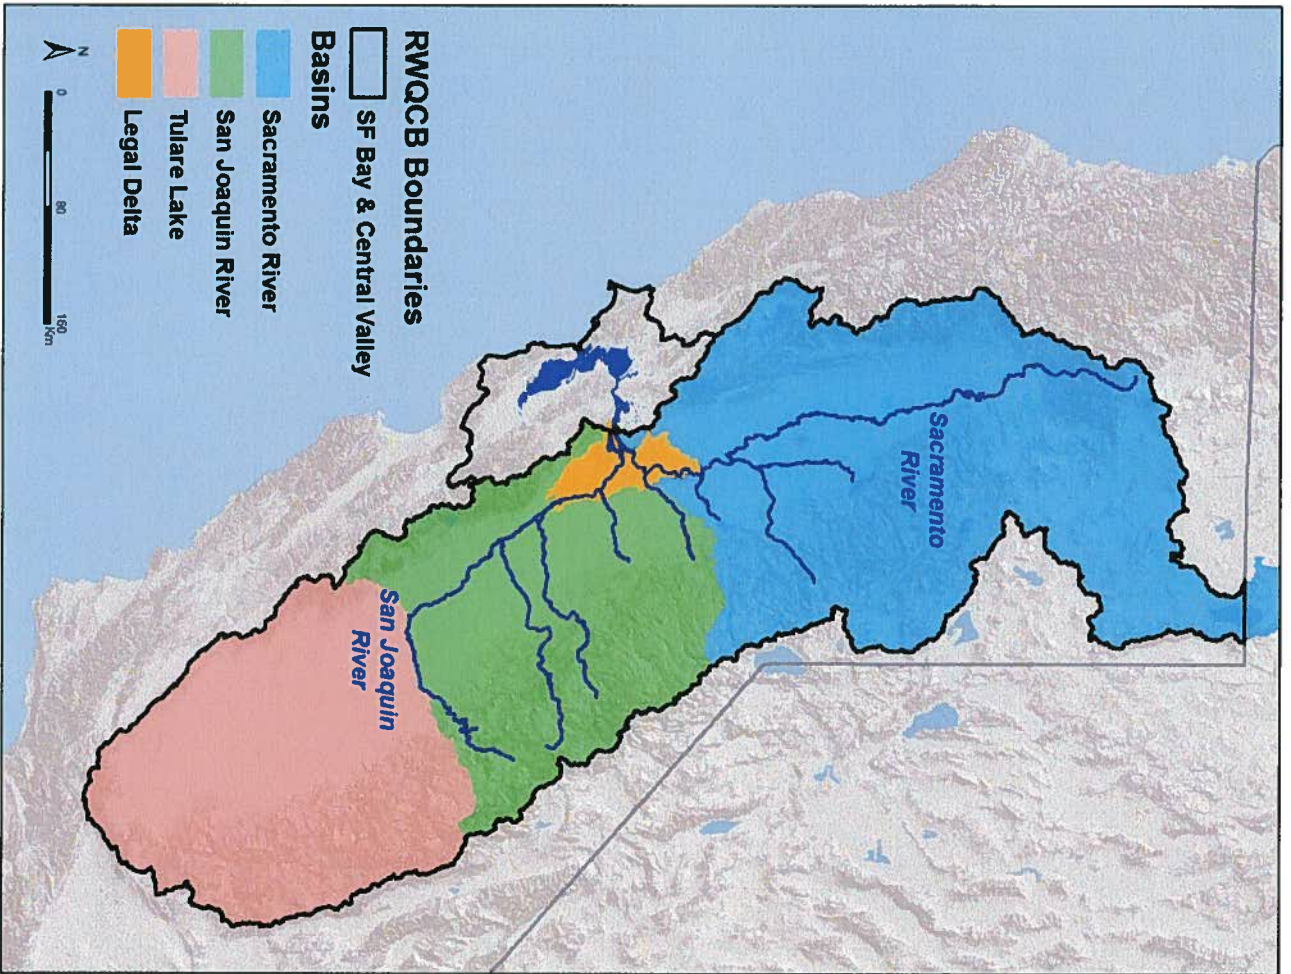 RWQCB Boundaries
SF Bay & Central Valley
Basins
Sacramento River
San Joaquin River
Tulare Lake
Legal Delta
N
0 80 160
Km
Sacramento
River
San Joaquin
River